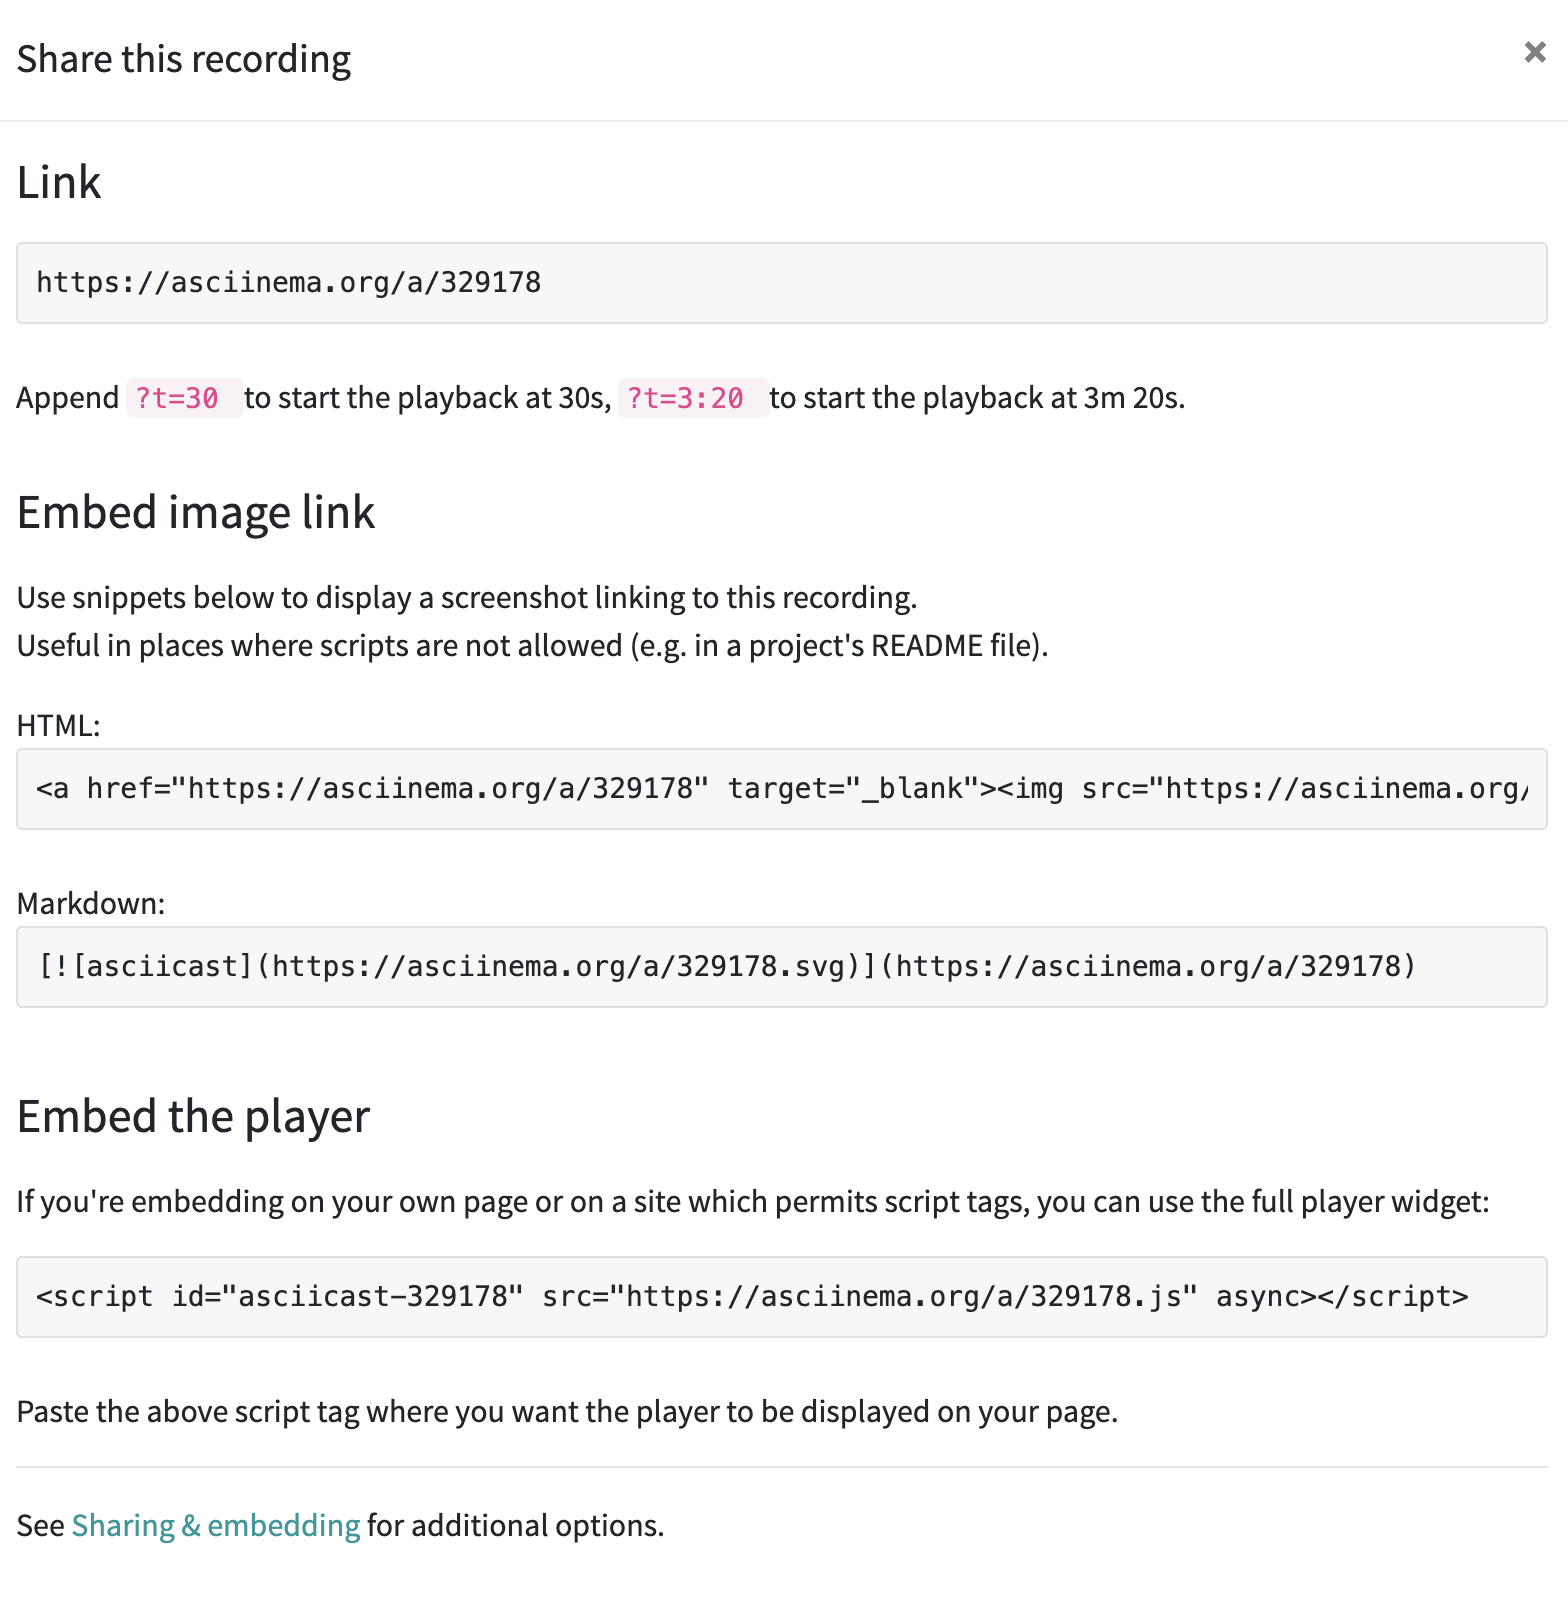 Share this recording
Link
https://asciinema.org/a/329178
Append ?t=30 to start the playback at 30s, ?t=3:20 to start the playback at 3m 20s.
Embed image link
Use snippets below to display a screenshot linking to this recording.
Useful in places where scripts are not allowed (e.g. in a project's README file).
HTML:
<a href="https://asciinema.org/a/329178" target="_blank"><img src="https://asciinema.org/
Markdown:
[![asciicast](https://asciinema.org/a/329178.svg)](https://asciinema.org/a/329178)
Embed the player
If you're embedding on your own page or on a site which permits script tags, you can use the full player widget:
<script id="asciicast-329178" src="https://asciinema.org/a/329178.js" async></script>
Paste the above script tag where you want the player to be displayed on your page.
See Sharing & embedding for additional options.